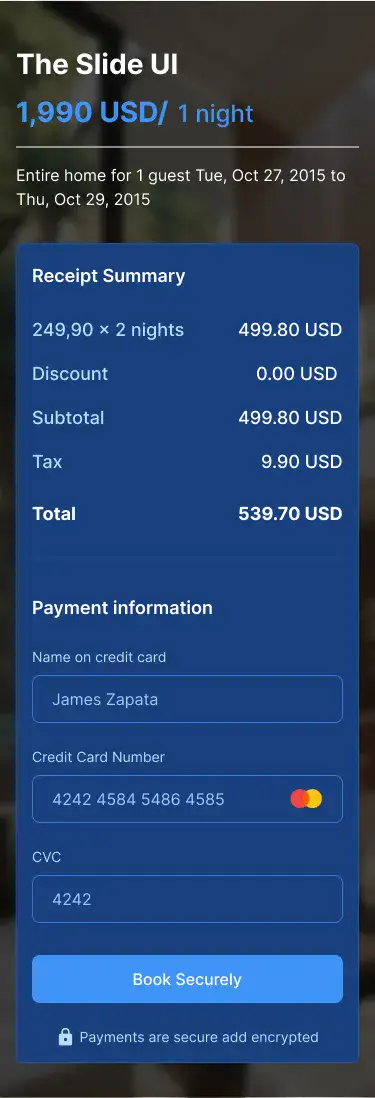 The Slide UI
1,990 USD/ 1 night
Entire home for 1 guest Tue, Oct 27, 2015 to
Thu, Oct 29, 2015
Receipt Summary
249,90 × 2 nights 499.80 USD
Discount 0.00 USD
Subtotal 499.80 USD
Tax 9.90 USD
Total 539.70 USD
Payment information
Name on credit card
James Zapata
Credit Card Number
4242 4584 5486 4585
CVC
4242
Book Securely
Payments are secure add encrypted